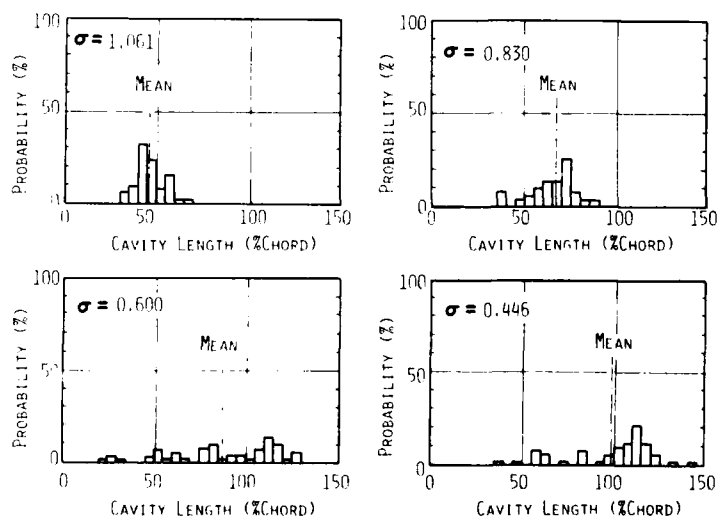 100
σ = 1.061
MEAN
50
0
0 50 100 150
PROBABILITY (%)
CAVITY LENGTH (%CHORD)
100
σ = 0.830
MEAN
50
0
0 50 100 150
PROBABILITY (%)
CAVITY LENGTH (%CHORD)
100
σ = 0.600
MEAN
50
0
0 50 100 150
PROBABILITY (%)
CAVITY LENGTH (%CHORD)
100
σ = 0.446
MEAN
50
0
0 50 100 150
PROBABILITY (%)
CAVITY LENGTH (%CHORD)